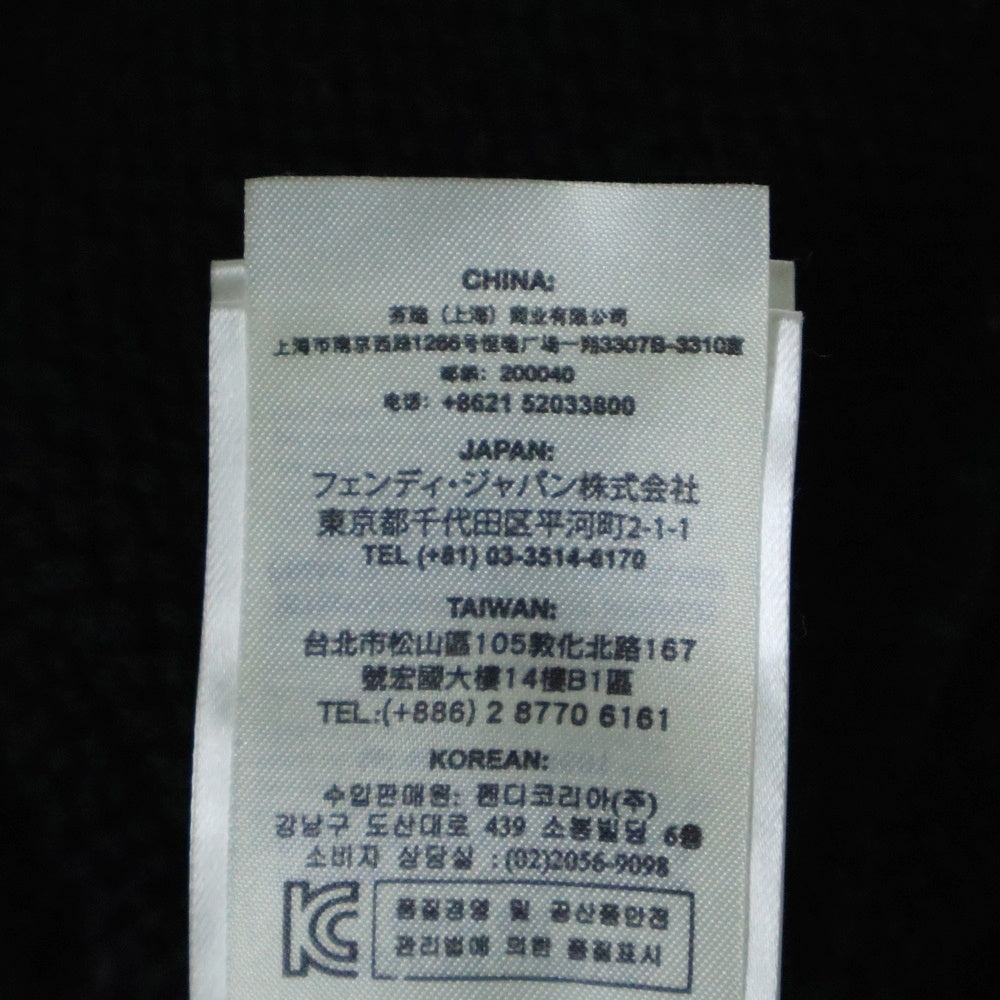 CHINA:
芬迪（上海）商业有限公司
上海市南京西路1266号恒隆广场一期3307B-3310室
邮编：200040
电话：+8621 52033800
JAPAN:
フェンディ・ジャパン株式会社
東京都千代田区平河町2-1-1
TEL (+81) 03-3514-6170
TAIWAN:
台北市松山區105敦化北路167
號宏國大樓14樓B1區
TEL.:(+886) 2 8770 6161
KOREAN:
수입판매원: 펜디코리아(주)
강남구 도산대로 439 소봉빌딩 6층
소비자 상담실 :(02)2056-9098
품질경영 및 공산품안전
관리법에 의한 품질표시